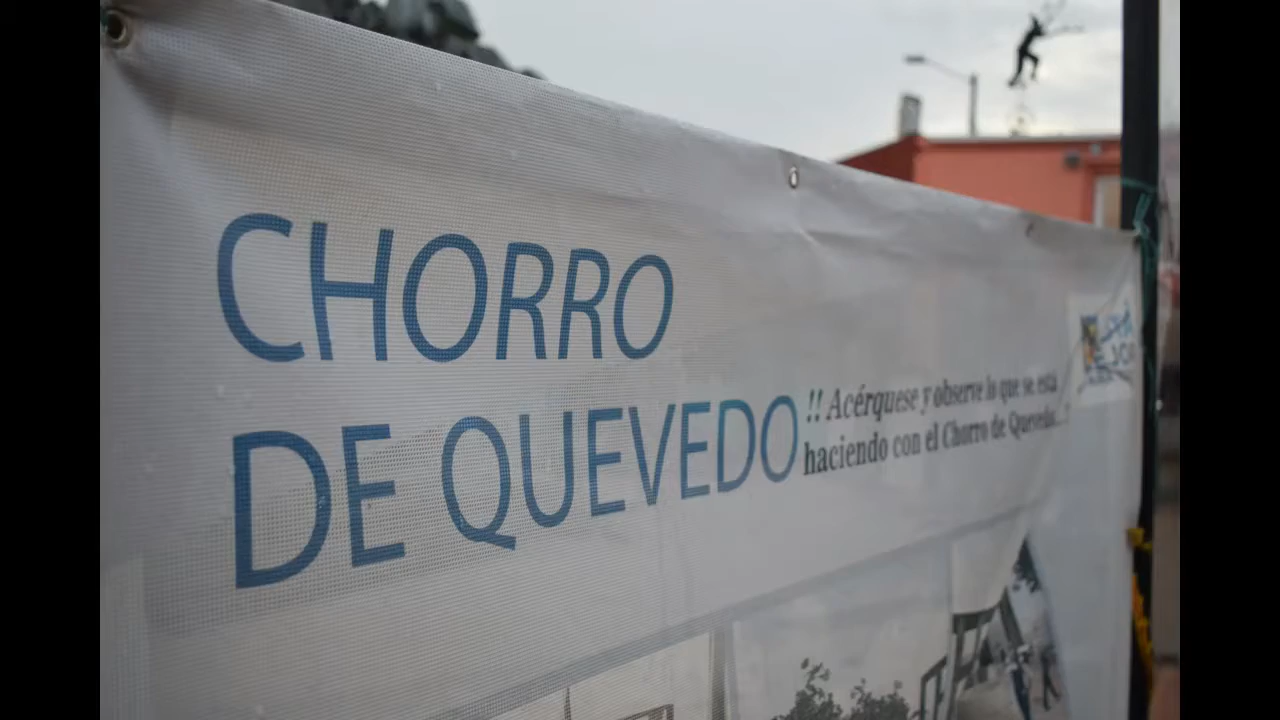 CHORRO
DE QUEVEDO
!! Acérquese y observe lo que se está
haciendo con el Chorro de Quevedo...